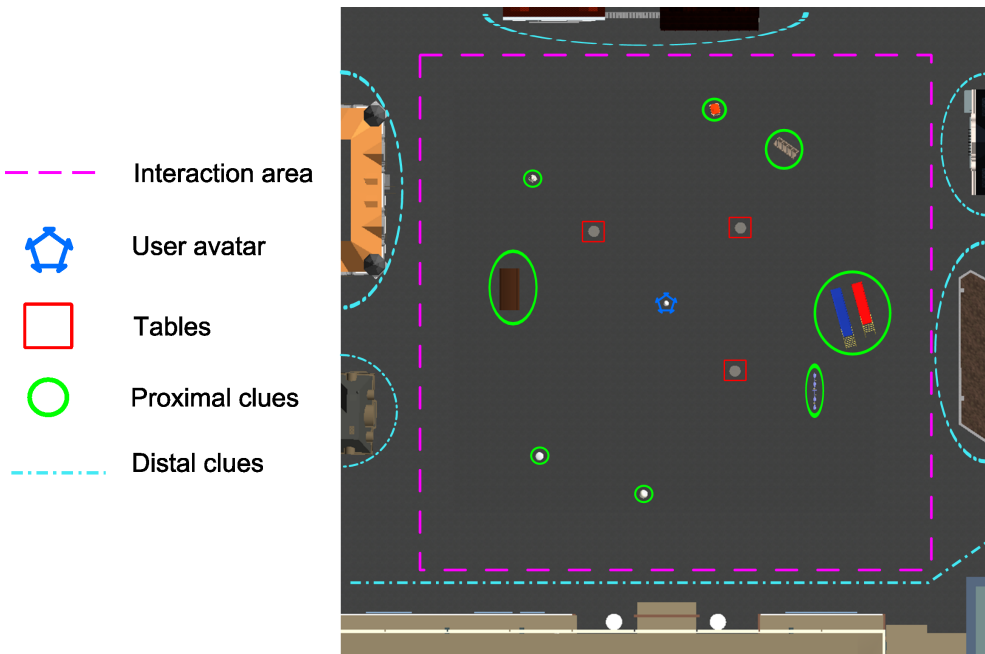 Interaction area
User avatar
Tables
Proximal clues
Distal clues